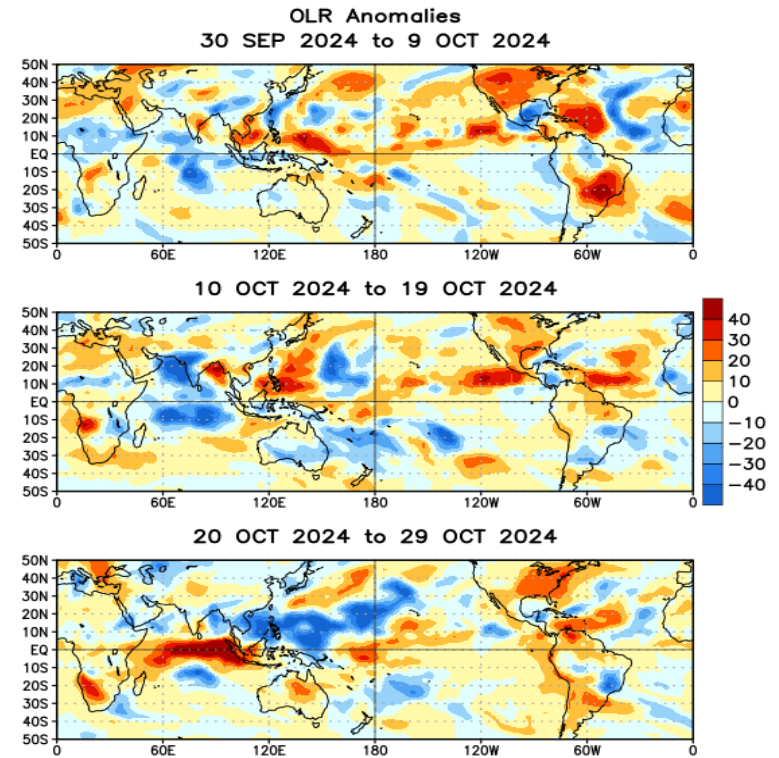 OLR Anomalies
30 SEP 2024 to 9 OCT 2024
50N
40N
30N
20N
10N
EQ
10S
20S
30S
40S
50S
0 60E 120E 180 120W 60W 0
10 OCT 2024 to 19 OCT 2024
50N
40N
30N
20N
10N
EQ
10S
20S
30S
40S
50S
0 60E 120E 180 120W 60W 0
40
30
20
10
0
−10
−20
−30
−40
20 OCT 2024 to 29 OCT 2024
50N
40N
30N
20N
10N
EQ
10S
20S
30S
40S
50S
0 60E 120E 180 120W 60W 0